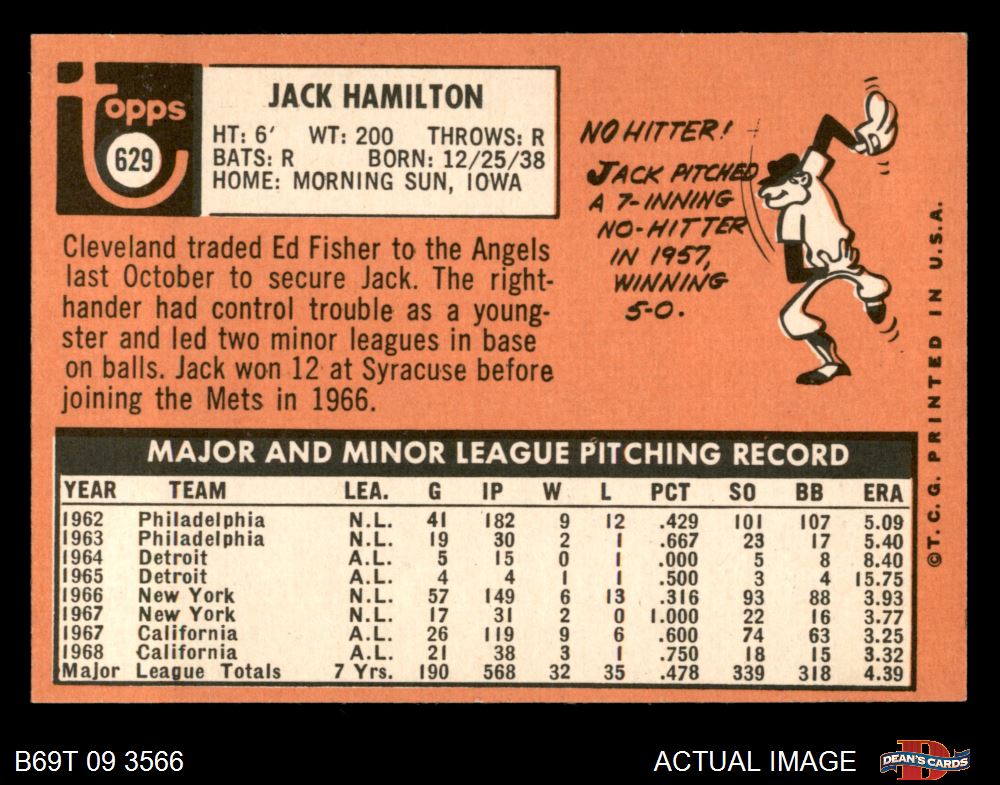 Topps
629
JACK HAMILTON
HT: 6' WT: 200 THROWS: R
BATS: R BORN: 12/25/38
HOME: MORNING SUN, IOWA
Cleveland traded Ed Fisher to the Angels
last October to secure Jack. The right-
hander had control trouble as a young-
ster and led two minor leagues in base
on balls. Jack won 12 at Syracuse before
joining the Mets in 1966.
NO HITTER!
JACK PITCHED
A 7-INNING
NO-HITTER
IN 1957,
WINNING
5-0.
©T.C.G. PRINTED IN U.S.A.
MAJOR AND MINOR LEAGUE PITCHING RECORD
YEAR TEAM LEA. G IP W L PCT SO BB ERA
1962 Philadelphia N.L. 41 182 9 12 .429 101 107 5.09
1963 Philadelphia N.L. 19 30 2 1 .667 23 17 5.40
1964 Detroit A.L. 5 15 0 1 .000 5 8 8.40
1965 Detroit A.L. 4 4 1 1 .500 3 4 15.75
1966 New York N.L. 57 149 6 13 .316 93 88 3.93
1967 New York N.L. 17 31 2 0 1.000 22 16 3.77
1967 California A.L. 26 119 9 6 .600 74 63 3.25
1968 California A.L. 21 38 3 1 .750 18 15 3.32
Major League Totals 7 Yrs. 190 568 32 35 .478 339 318 4.39
B69T 09 3566
ACTUAL IMAGE
D
DEAN'S CARDS